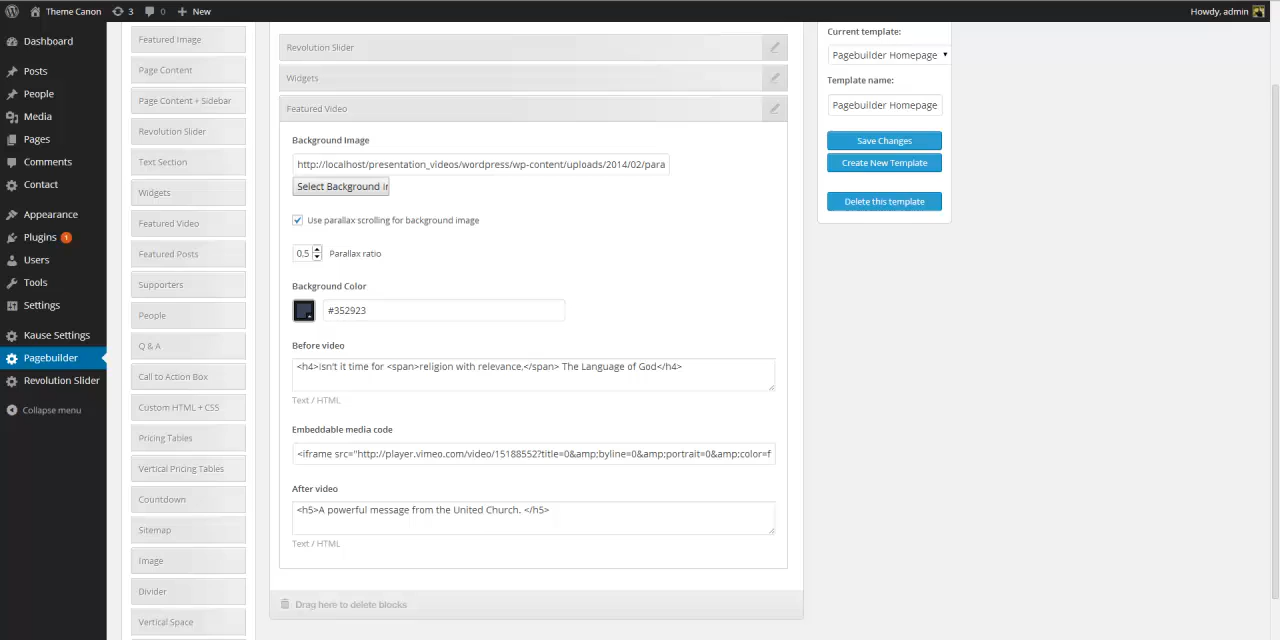 Theme Canon 3 0 New Howdy, admin
Dashboard
Posts
People
Media
Pages
Comments
Contact
Appearance
Plugins 1
Users
Tools
Settings
Kause Settings
Pagebuilder
Revolution Slider
Collapse menu
Featured Image
Page Content
Page Content + Sidebar
Revolution Slider
Text Section
Widgets
Featured Video
Featured Posts
Supporters
People
Q & A
Call to Action Box
Custom HTML + CSS
Pricing Tables
Vertical Pricing Tables
Countdown
Sitemap
Image
Divider
Vertical Space
Revolution Slider
Widgets
Featured Video
Background Image
http://localhost/presentation_videos/wordpress/wp-content/uploads/2014/02/para
Select Background Ir
Use parallax scrolling for background image
0.5 Parallax ratio
Background Color
#352923
Before video
<h4>Isn't it time for <span>religion with relevance,</span> The Language of God</h4>
Text / HTML
Embeddable media code
<iframe src="http://player.vimeo.com/video/15188552?title=0&amp;byline=0&amp;portrait=0&amp;color=f
After video
<h5>A powerful message from the United Church. </h5>
Text / HTML
Drag here to delete blocks
Current template:
Pagebuilder Homepage
Template name:
Pagebuilder Homepage
Save Changes
Create New Template
Delete this template